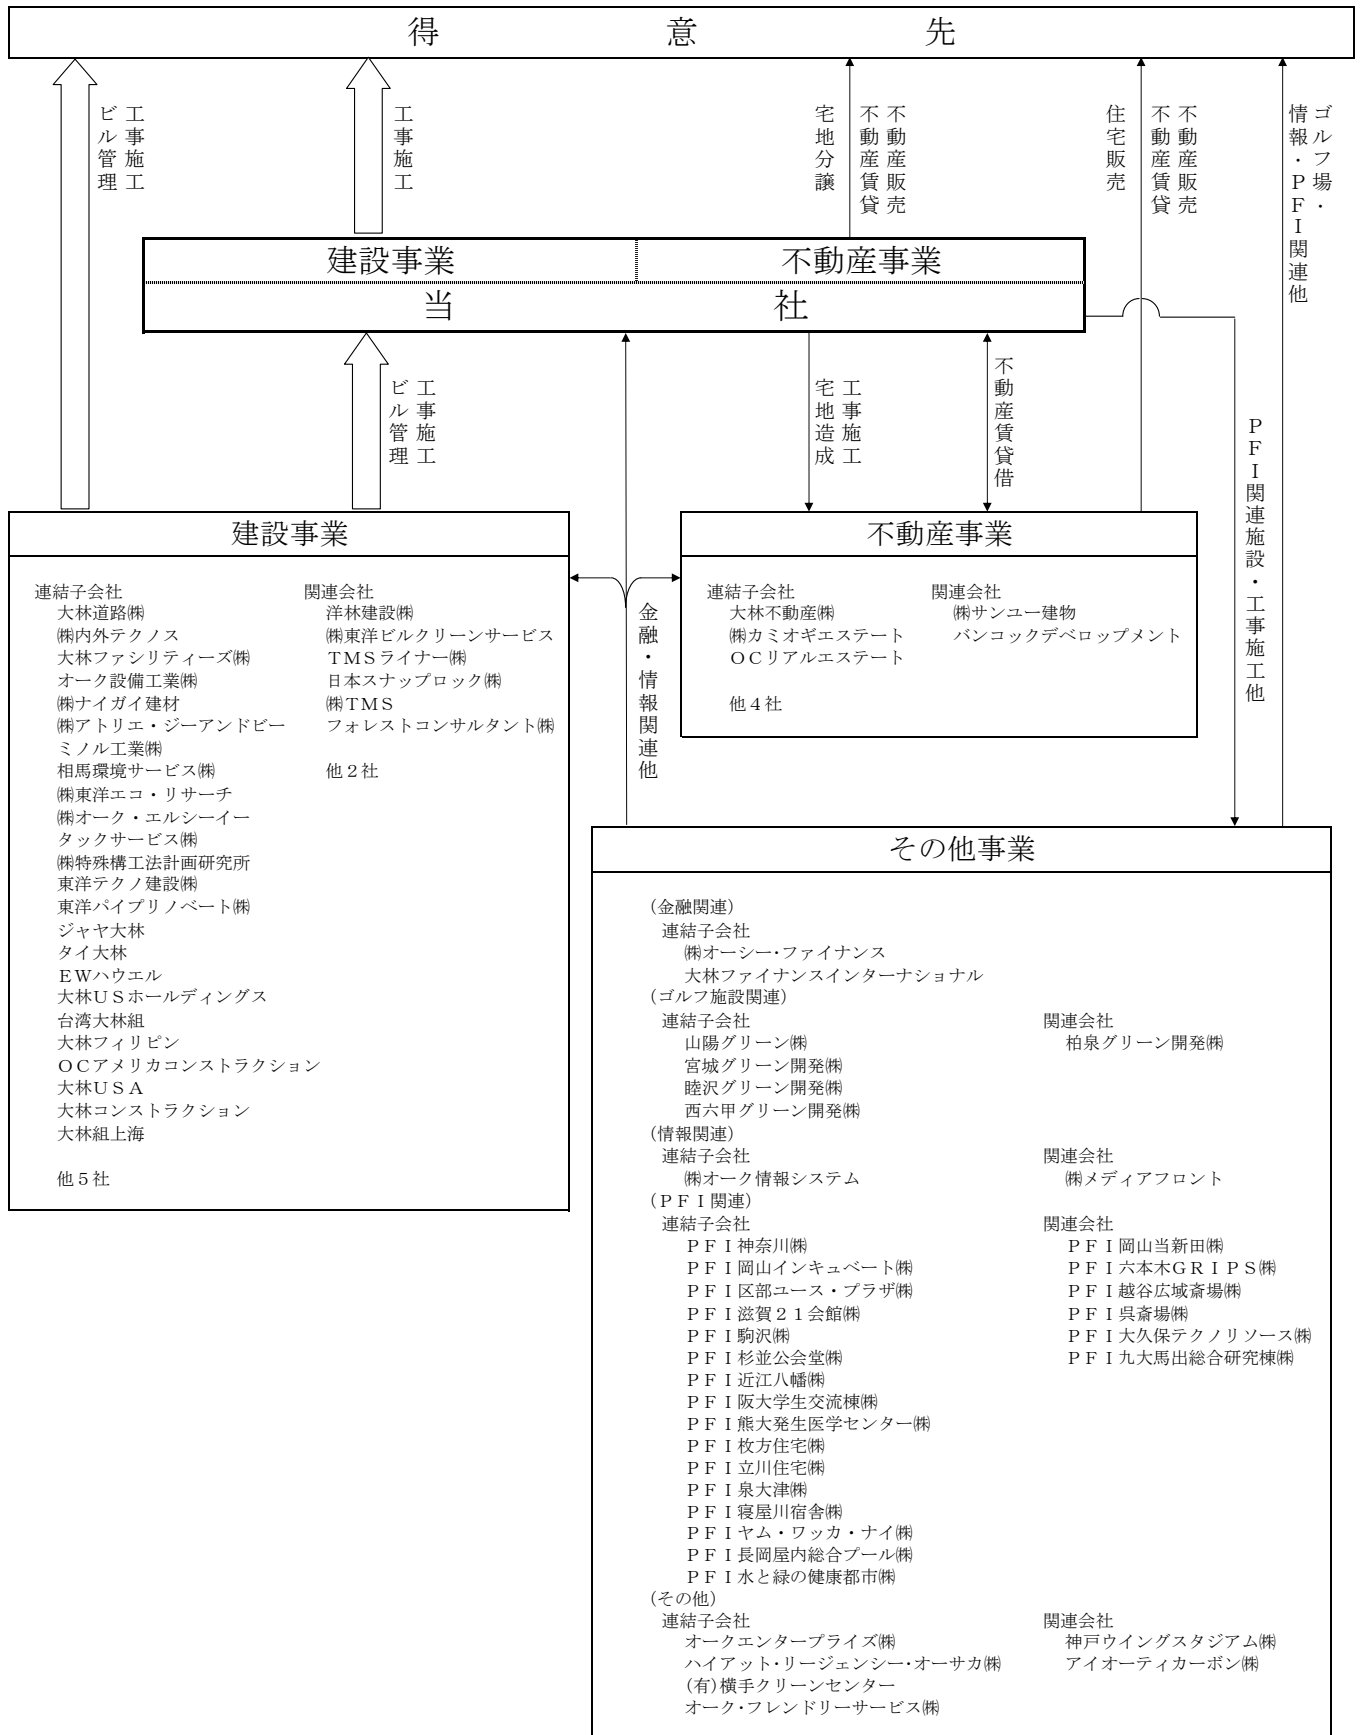 得意先
工事施工
ビル管理
工事施工
不動産販売
不動産賃貸
宅地分譲
不動産販売
不動産賃貸
住宅販売
ゴルフ場・
情報・ＰＦＩ関連他
建設事業
不動産事業
当社
工事施工
ビル管理
工事施工
宅地造成
不動産賃貸借
ＰＦＩ関連施設・工事施工他
金融・情報関連他
建設事業
連結子会社
大林道路㈱
㈱内外テクノス
大林ファシリティーズ㈱
オーク設備工業㈱
㈱ナイガイ建材
㈱アトリエ・ジーアンドビー
ミノル工業㈱
相馬環境サービス㈱
㈱東洋エコ・リサーチ
㈱オーク・エルシーイー
タックサービス㈱
㈱特殊構工法計画研究所
東洋テクノ建設㈱
東洋パイプリノベート㈱
ジャヤ大林
タイ大林
ＥＷハウエル
大林ＵＳホールディングス
台湾大林組
大林フィリピン
ＯＣアメリカコンストラクション
大林ＵＳＡ
大林コンストラクション
大林組上海
他５社
関連会社
洋林建設㈱
㈱東洋ビルクリーンサービス
ＴＭＳライナー㈱
日本スナップロック㈱
㈱ＴＭＳ
フォレストコンサルタント㈱
他２社
不動産事業
連結子会社
大林不動産㈱
㈱カミオギエステート
ＯＣリアルエステート
他４社
関連会社
㈱サンユー建物
バンコックデベロップメント
その他事業
（金融関連）
連結子会社
㈱オーシー・ファイナンス
大林ファイナンスインターナショナル
（ゴルフ施設関連）
連結子会社
山陽グリーン㈱
宮城グリーン開発㈱
睦沢グリーン開発㈱
西六甲グリーン開発㈱
関連会社
柏泉グリーン開発㈱
（情報関連）
連結子会社
㈱オーク情報システム
関連会社
㈱メディアフロント
（ＰＦＩ関連）
連結子会社
ＰＦＩ神奈川㈱
ＰＦＩ岡山インキュベート㈱
ＰＦＩ区部ユース・プラザ㈱
ＰＦＩ滋賀２１会館㈱
ＰＦＩ駒沢㈱
ＰＦＩ杉並公会堂㈱
ＰＦＩ近江八幡㈱
ＰＦＩ阪大学生交流棟㈱
ＰＦＩ熊大発生医学センター㈱
ＰＦＩ枚方住宅㈱
ＰＦＩ立川住宅㈱
ＰＦＩ泉大津㈱
ＰＦＩ寝屋川宿舎㈱
ＰＦＩヤム・ワッカ・ナイ㈱
ＰＦＩ長岡屋内総合プール㈱
ＰＦＩ水と緑の健康都市㈱
関連会社
ＰＦＩ岡山当新田㈱
ＰＦＩ六本木ＧＲＩＰＳ㈱
ＰＦＩ越谷広域斎場㈱
ＰＦＩ呉斎場㈱
ＰＦＩ大久保テクノリソース㈱
ＰＦＩ九大馬出総合研究棟㈱
（その他）
連結子会社
オークエンタープライズ㈱
ハイアット・リージェンシー・オーサカ㈱
(有)横手クリーンセンター
オーク・フレンドリーサービス㈱
関連会社
神戸ウイングスタジアム㈱
アイオーティカーボン㈱